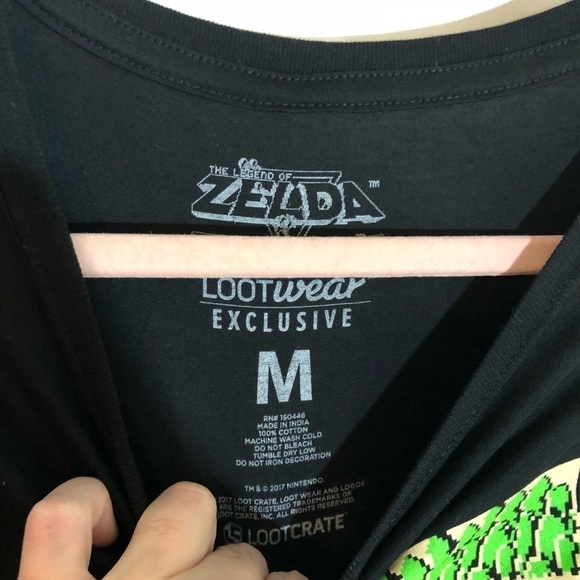 THE LEGEND OF
ZELDA™
LOOTwear
EXCLUSIVE
M
RN# 150446
MADE IN INDIA
100% COTTON
MACHINE WASH COLD
DO NOT BLEACH
TUMBLE DRY LOW
DO NOT IRON DECORATION
TM & © 2017 NINTENDO.
2017 LOOT CRATE. LOOT WEAR AND LOGOS
ARE THE REGISTERED TRADEMARKS OF
LOOT CRATE, INC. ALL RIGHTS RESERVED.
LOOTCRATE